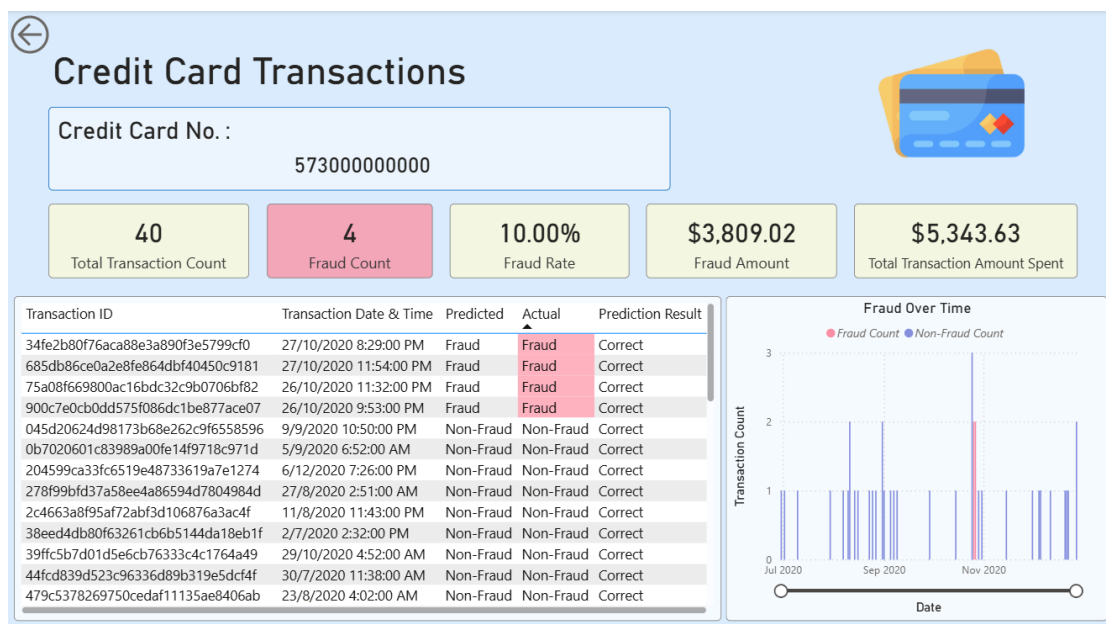 Credit Card Transactions
Credit Card No. :
573000000000
40
Total Transaction Count
4
Fraud Count
10.00%
Fraud Rate
$3,809.02
Fraud Amount
$5,343.63
Total Transaction Amount Spent
Transaction ID Transaction Date & Time Predicted Actual Prediction Result
34fe2b80f76aca88e3a890f3e5799cf0 27/10/2020 8:29:00 PM Fraud Fraud Correct
685db86ce0a2e8fe864dbf40450c9181 27/10/2020 11:54:00 PM Fraud Fraud Correct
75a08f669800ac16bdc32c9b0706bf82 26/10/2020 11:32:00 PM Fraud Fraud Correct
900c7e0cb0dd575f086dc1be877ace07 26/10/2020 9:53:00 PM Fraud Fraud Correct
045d20624d98173b68e262c9f6558596 9/9/2020 10:50:00 PM Non-Fraud Non-Fraud Correct
0b7020601c83989a00fe14f9718c971d 5/9/2020 6:52:00 AM Non-Fraud Non-Fraud Correct
204599ca33fc6519e48733619a7e1274 6/12/2020 7:26:00 PM Non-Fraud Non-Fraud Correct
278f99bfd37a58ee4a86594d7804984d 27/8/2020 2:51:00 AM Non-Fraud Non-Fraud Correct
2c4663a8f95af72abf3d106876a3ac4f 11/8/2020 11:43:00 PM Non-Fraud Non-Fraud Correct
38eed4db80f63261cb6b5144da18eb1f 2/7/2020 2:32:00 PM Non-Fraud Non-Fraud Correct
39ffc5b7d01d5e6cb76333c4c1764a49 29/10/2020 4:52:00 AM Non-Fraud Non-Fraud Correct
44fcd839d523c96336d89b319e5dcf4f 30/7/2020 11:38:00 AM Non-Fraud Non-Fraud Correct
479c5378269750cedaf11135ae8406ab 23/8/2020 4:02:00 AM Non-Fraud Non-Fraud Correct
Fraud Over Time
Fraud Count Non-Fraud Count
Transaction Count
3
2
1
0
Jul 2020 Sep 2020 Nov 2020
Date